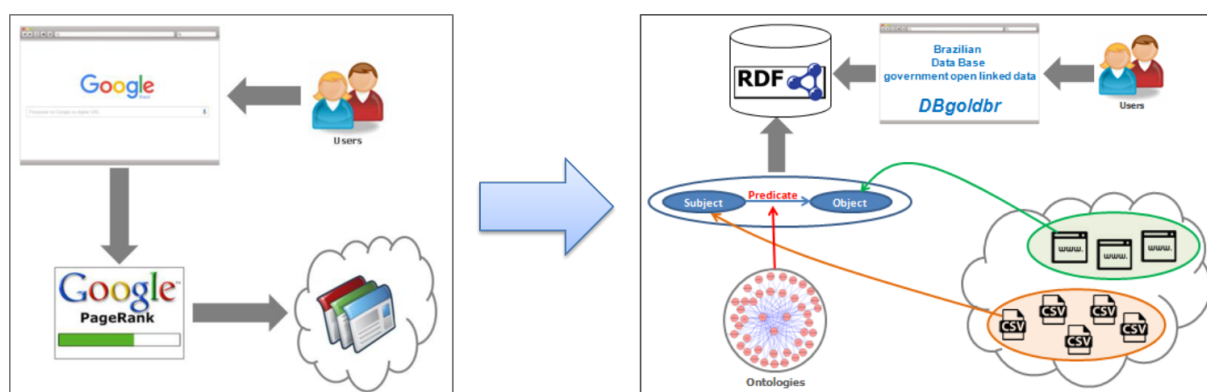 Google
Users
Google
PageRank
RDF
Brazilian
Data Base
government open linked data
DBgoldbr
Users
Predicate
Subject
Object
www.
www.
www.
CSV
CSV
CSV
CSV
CSV
Ontologies